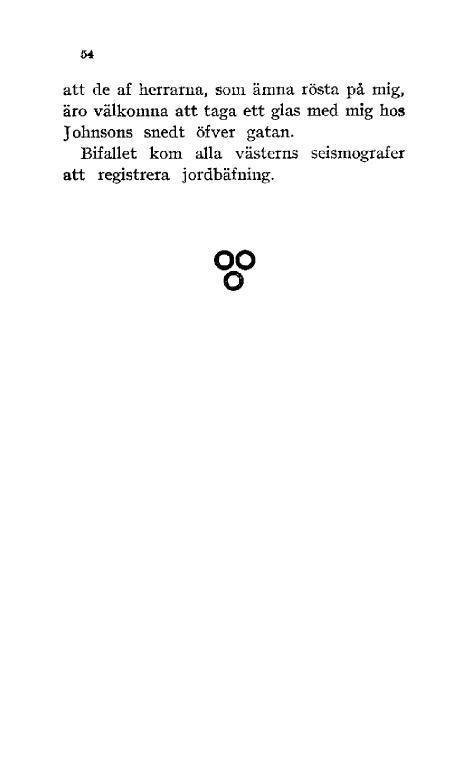 54
att de af herrarna, som ämna rösta på mig,
äro välkomna att taga ett glas med mig hos
Johnsons snedt öfver gatan.
Bifallet kom alla västerns seismografer
att registrera jordbäfning.